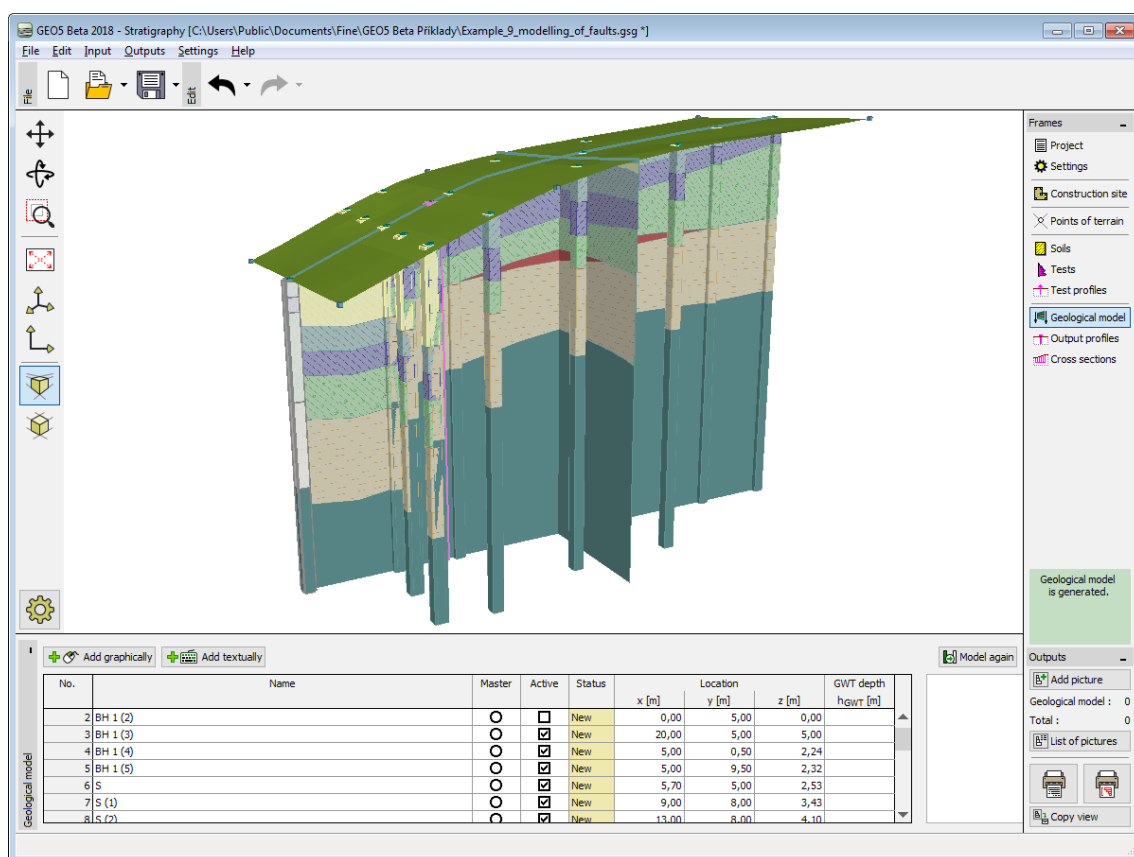 GEO5 Beta 2018 - Stratigraphy [C:\Users\Public\Documents\Fine\GEO5 Beta Příklady\Example_9_modelling_of_faults.gsg *]
File Edit Input Outputs Settings Help
File
Edit
Frames
Project
Settings
Construction site
Points of terrain
Soils
Tests
Test profiles
Geological model
Output profiles
Cross sections
Geological model
is generated.
Geological model
Add graphically Add textually Model again
No. Name Master Active Status Location GWT depth
x [m] y [m] z [m] hGWT [m]
2 BH 1 (2) New 0,00 5,00 0,00
3 BH 1 (3) New 20,00 5,00 5,00
4 BH 1 (4) New 5,00 0,50 2,24
5 BH 1 (5) New 5,00 9,50 2,32
6 S New 5,70 5,00 2,53
7 S (1) New 9,00 8,00 3,43
8 S (2) New 13,00 8,00 4,10
Outputs
Add picture
Geological model : 0
Total : 0
List of pictures
Copy view